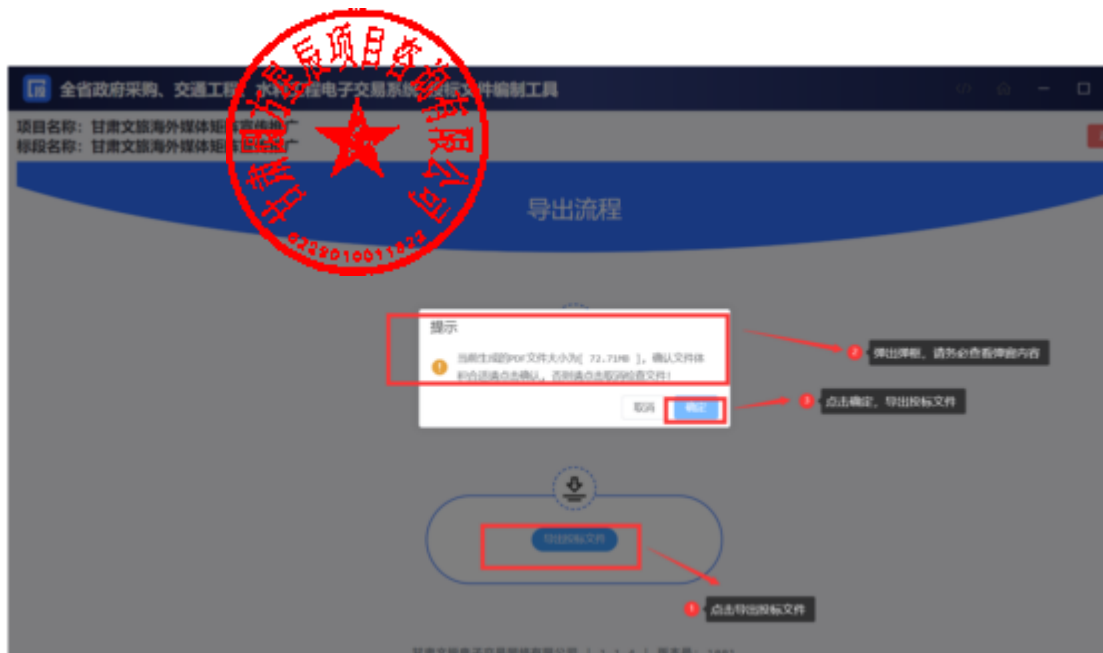 全省政府采购、交通工程、水利工程电子交易系统-投标文件编制工具
项目名称：甘肃文旅海外媒体矩阵宣传推广
标段名称：甘肃文旅海外媒体矩阵宣传推广
导出流程
提示
当前生成的PDF文件大小为[ 72.71MB ]，确认文件体
积合适请点击确认，否则请点击取消检查文件！
取消 确定
2 弹出弹框，请务必查看弹窗内容
3 点击确定，导出投标文件
导出投标文件
1 点击导出投标文件